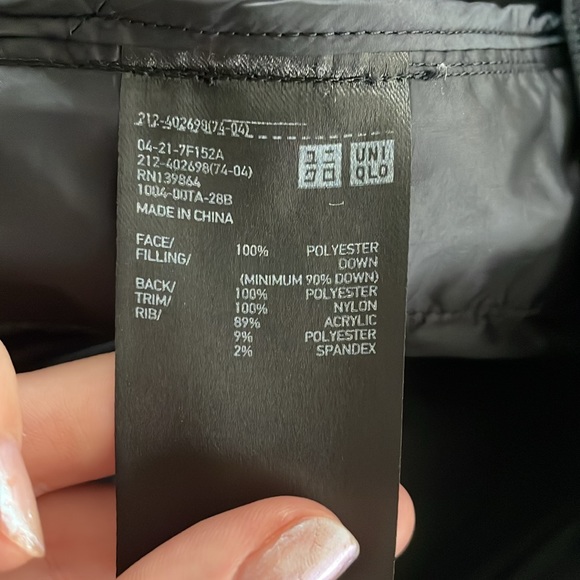 212-402698(74-04)
04-21-7F152A
212-402698(74-04)
RN139864
1004-00TA-28B
MADE IN CHINA
UNI
QLO
FACE/ 100% POLYESTER
FILLING/ DOWN
(MINIMUM 90% DOWN)
BACK/ 100% POLYESTER
TRIM/ 100% NYLON
RIB/ 89% ACRYLIC
9% POLYESTER
2% SPANDEX